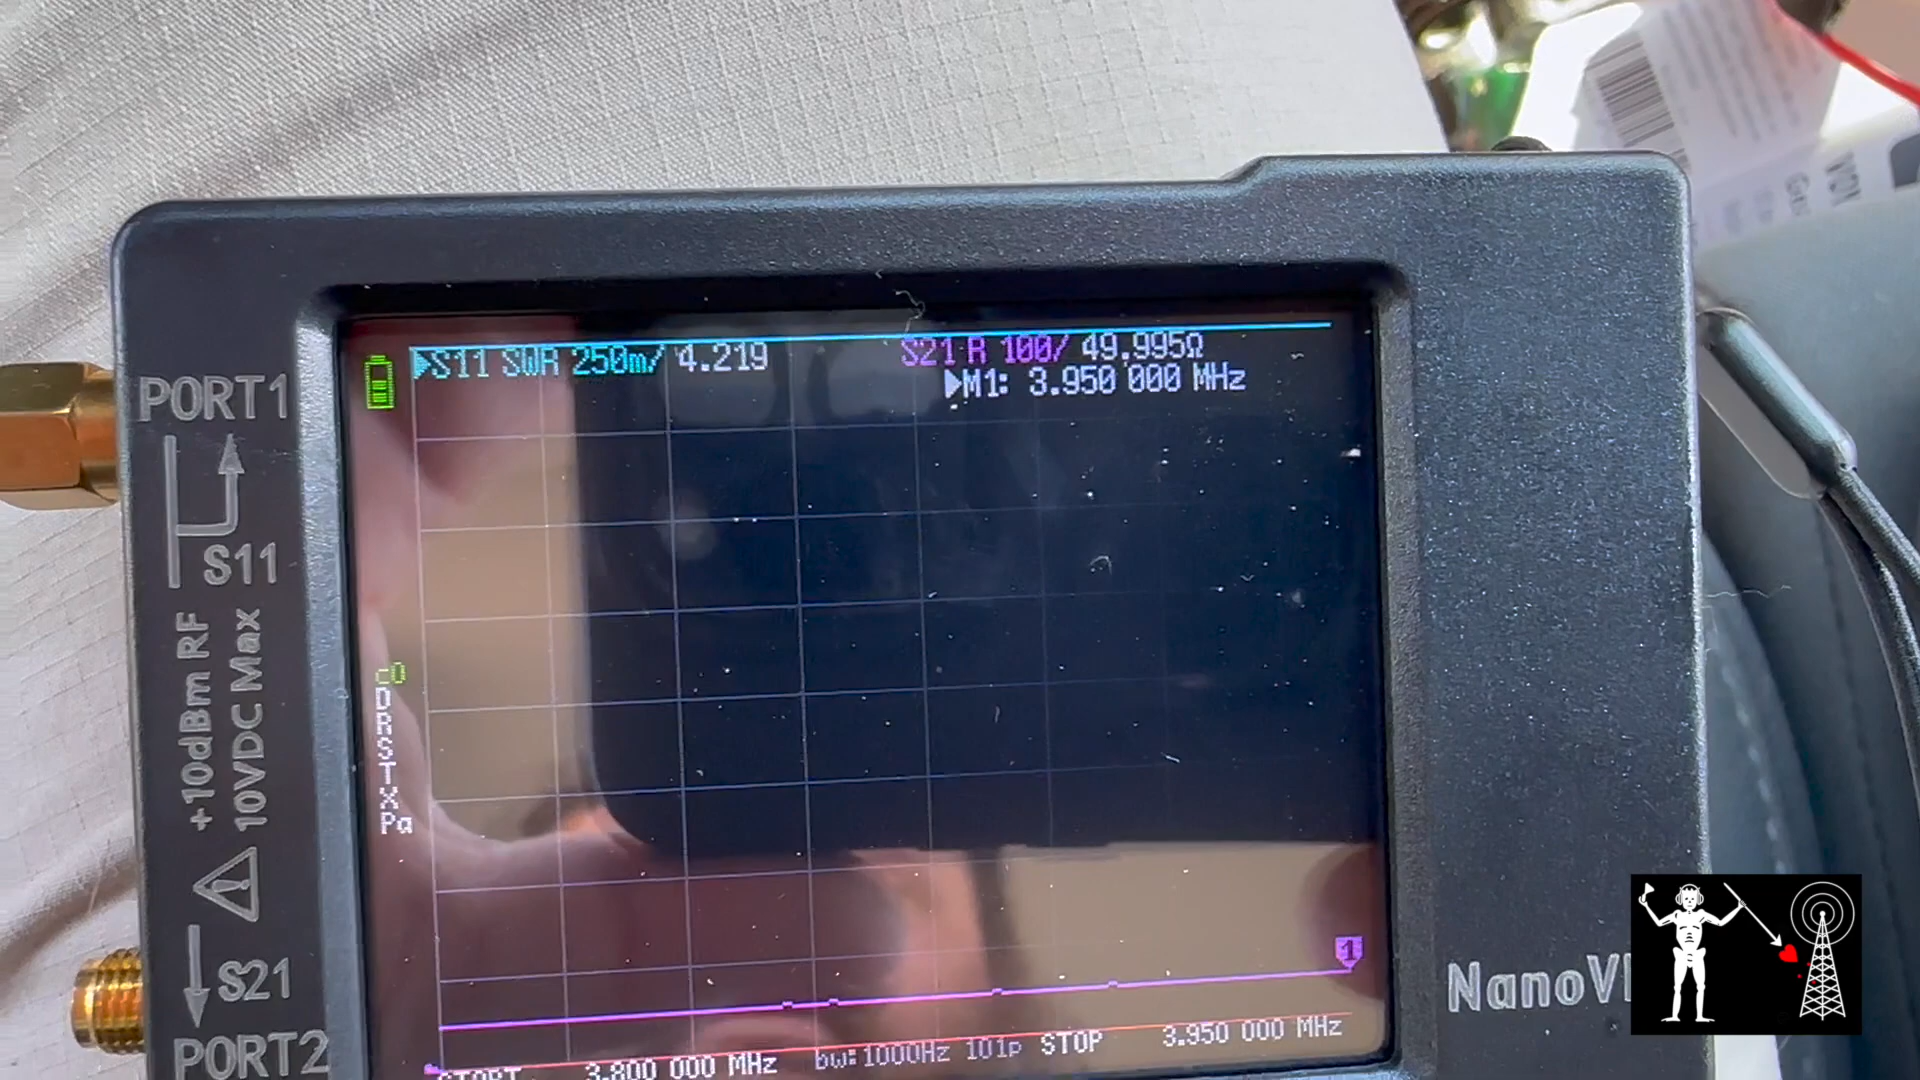 S11 SWR 250m/ 4.219
S21 R 100/ 49.995Ω
M1: 3.950 000 MHz
PORT1
S11
+10dBm RF
10VDC Max
c0
D
R
S
T
X
Pa
1
S21
PORT2
START 3.800 000 MHz bw:1000Hz 101p STOP 3.950 000 MHz